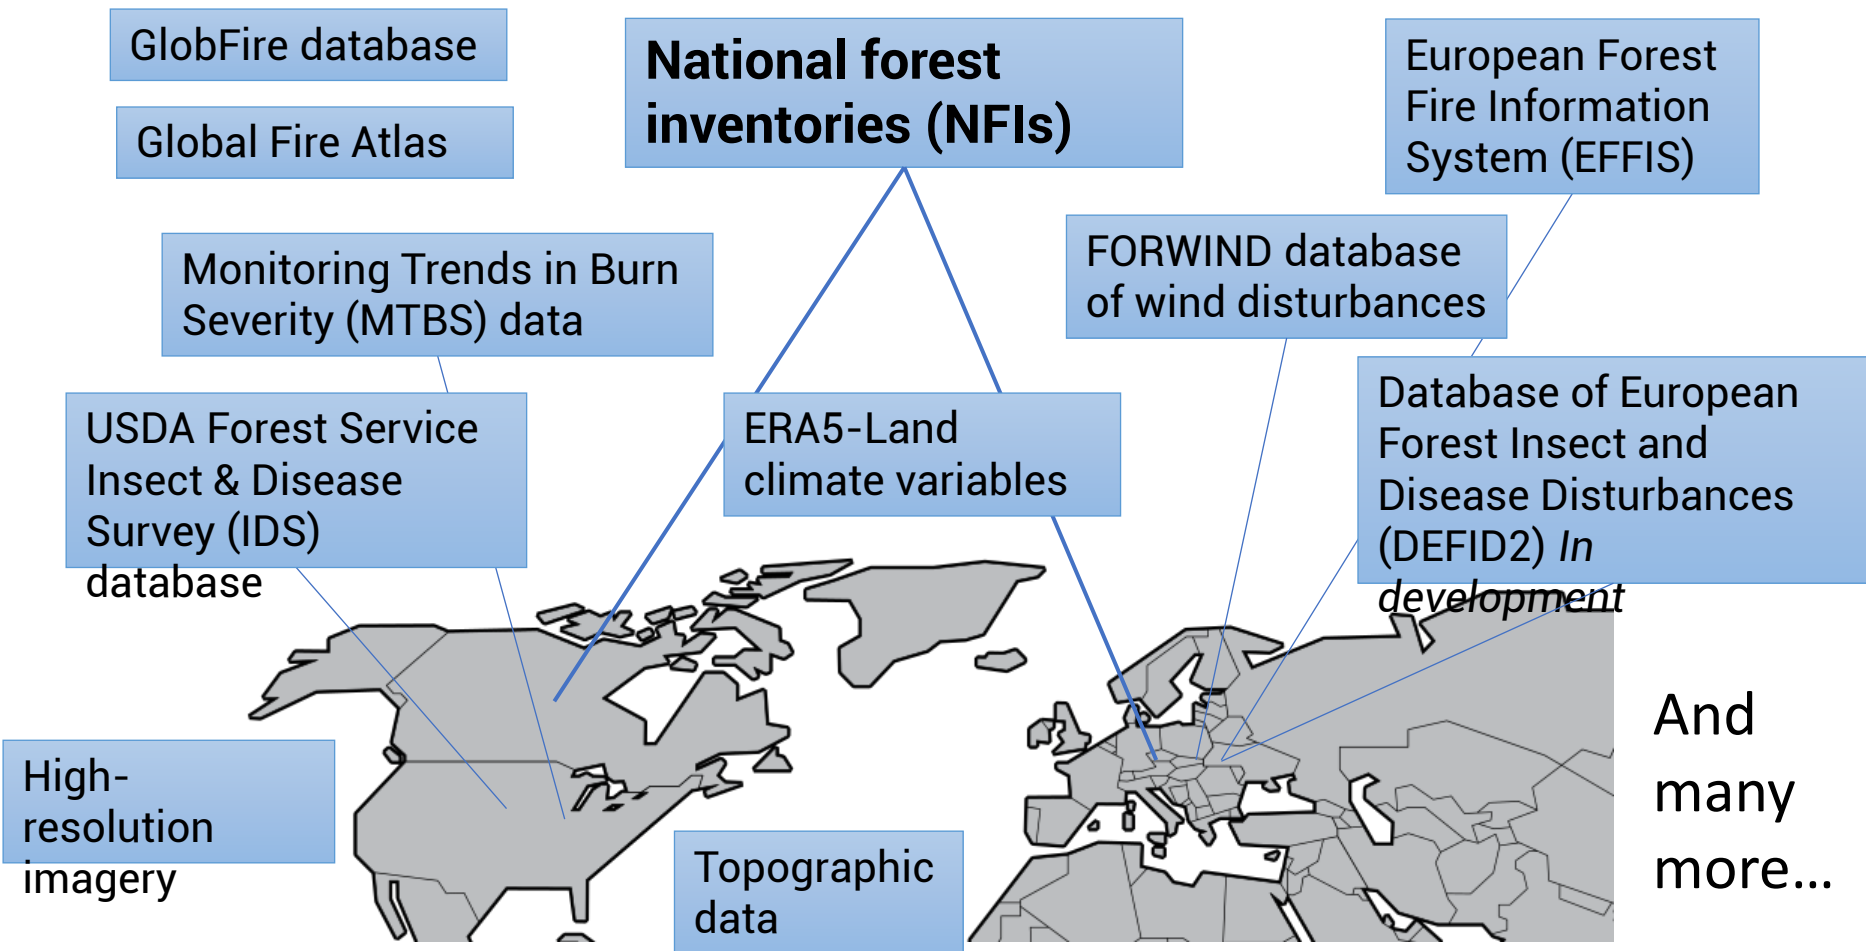 GlobFire database
National forest
inventories (NFIs)
European Forest
Fire Information
System (EFFIS)
Global Fire Atlas
Monitoring Trends in Burn
Severity (MTBS) data
FORWIND database
of wind disturbances
USDA Forest Service
Insect & Disease
Survey (IDS)
database
ERA5-Land
climate variables
Database of European
Forest Insect and
Disease Disturbances
(DEFID2) In
development
High-
resolution
imagery
Topographic
data
And
many
more...